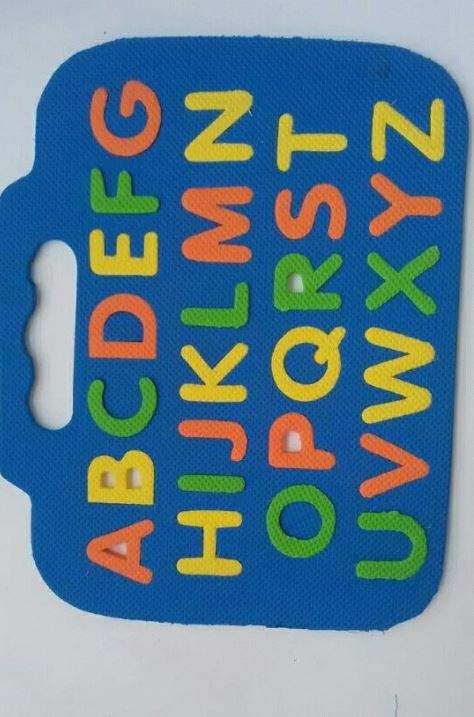 ABCDEFG
HIJKLMN
OPQRST
UVWXYZ